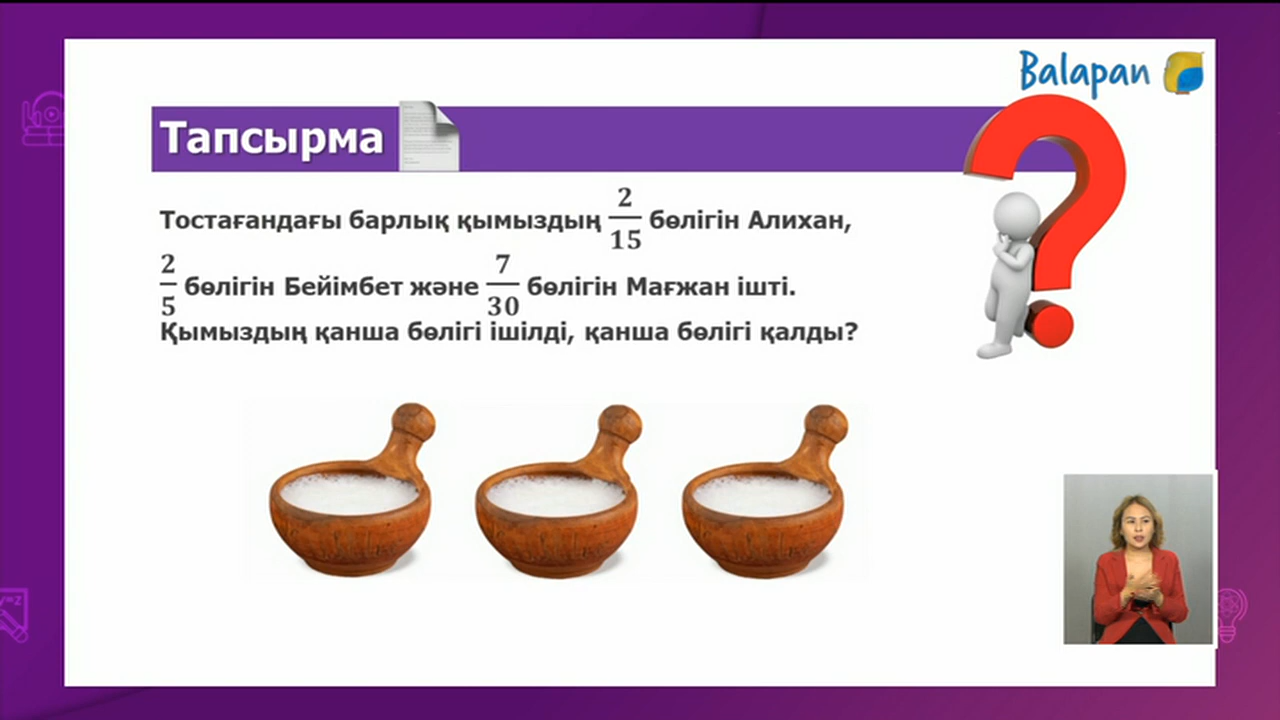 Balapan
Тапсырма
Тостағандағы барлық қымыздың 2/15 бөлігін Алихан,
2/5 бөлігін Бейімбет және 7/30 бөлігін Мағжан ішті.
Қымыздың қанша бөлігі ішілді, қанша бөлігі қалды?